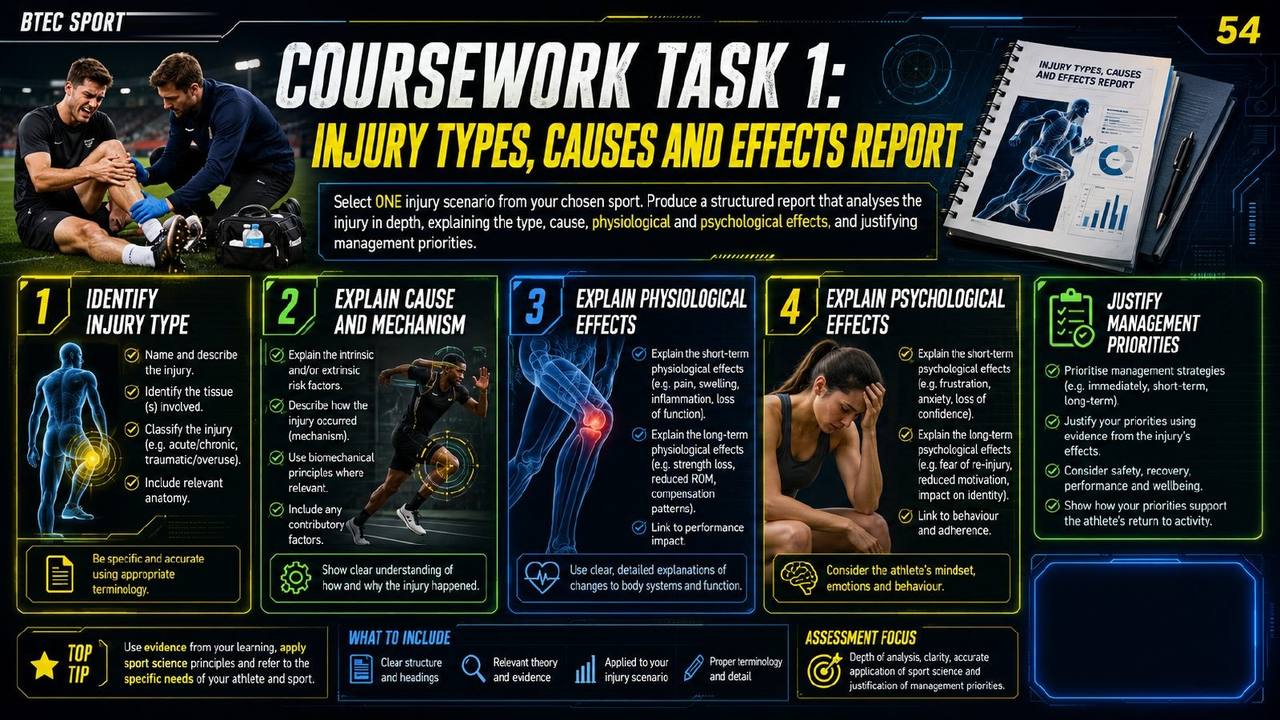 BTEC SPORT
54
COURSEWORK TASK 1:
INJURY TYPES, CAUSES AND EFFECTS REPORT
Select ONE injury scenario from your chosen sport. Produce a structured report that analyses the
injury in depth, explaining the type, cause, physiological and psychological effects, and justifying
management priorities.
INJURY TYPES, CAUSES
AND EFFECTS REPORT
1
IDENTIFY
INJURY TYPE
Name and describe
the injury.
Identify the tissue
(s) involved.
Classify the injury
(e.g. acute/chronic,
traumatic/overuse).
Include relevant
anatomy.
Be specific and accurate
using appropriate
terminology.
2
EXPLAIN CAUSE
AND MECHANISM
Explain the intrinsic
and/or extrinsic
risk factors.
Describe how the
injury occurred
(mechanism).
Use biomechanical
principles where
relevant.
Include any
contributory
factors.
Show clear understanding of
how and why the injury happened.
3
EXPLAIN PHYSIOLOGICAL
EFFECTS
Explain the short-term
physiological effects
(e.g. pain, swelling,
inflammation, loss
of function).
Explain the long-term
physiological effects
(e.g. strength loss,
reduced ROM,
compensation
patterns).
Link to performance
impact.
Use clear, detailed explanations of
changes to body systems and function.
4
EXPLAIN PSYCHOLOGICAL
EFFECTS
Explain the short-term
psychological effects
(e.g. frustration,
anxiety, loss of
confidence).
Explain the long-term
psychological effects
(e.g. fear of re-injury,
reduced motivation,
impact on identity).
Link to behaviour
and adherence.
Consider the athlete's mindset,
emotions and behaviour.
JUSTIFY
MANAGEMENT
PRIORITIES
Prioritise management strategies
(e.g. immediately, short-term,
long-term).
Justify your priorities using
evidence from the injury's
effects.
Consider safety, recovery,
performance and wellbeing.
Show how your priorities support
the athlete's return to activity.
TOP
TIP
Use evidence from your learning, apply
sport science principles and refer to the
specific needs of your athlete and sport.
WHAT TO INCLUDE
Clear structure
and headings
Relevant theory
and evidence
Applied to your
injury scenario
Proper terminology
and detail
ASSESSMENT FOCUS
Depth of analysis, clarity, accurate
application of sport science and
justification of management priorities.